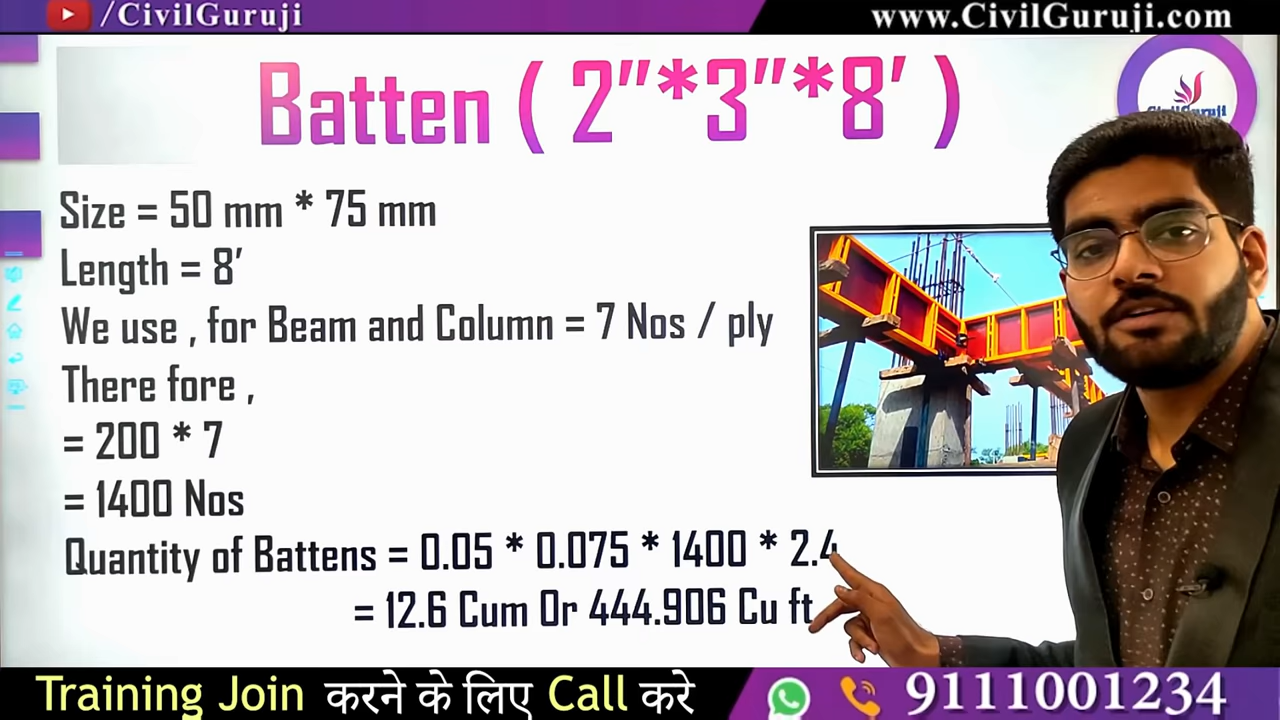 /CivilGuruji
www.CivilGuruji.com
Batten ( 2"*3"*8' )
CivilGuruji
Size = 50 mm * 75 mm
Length = 8'
We use , for Beam and Column = 7 Nos / ply
There fore ,
= 200 * 7
= 1400 Nos
Quantity of Battens = 0.05 * 0.075 * 1400 * 2.4
= 12.6 Cum Or 444.906 Cu ft
Training Join करने के लिए Call करे
9111001234